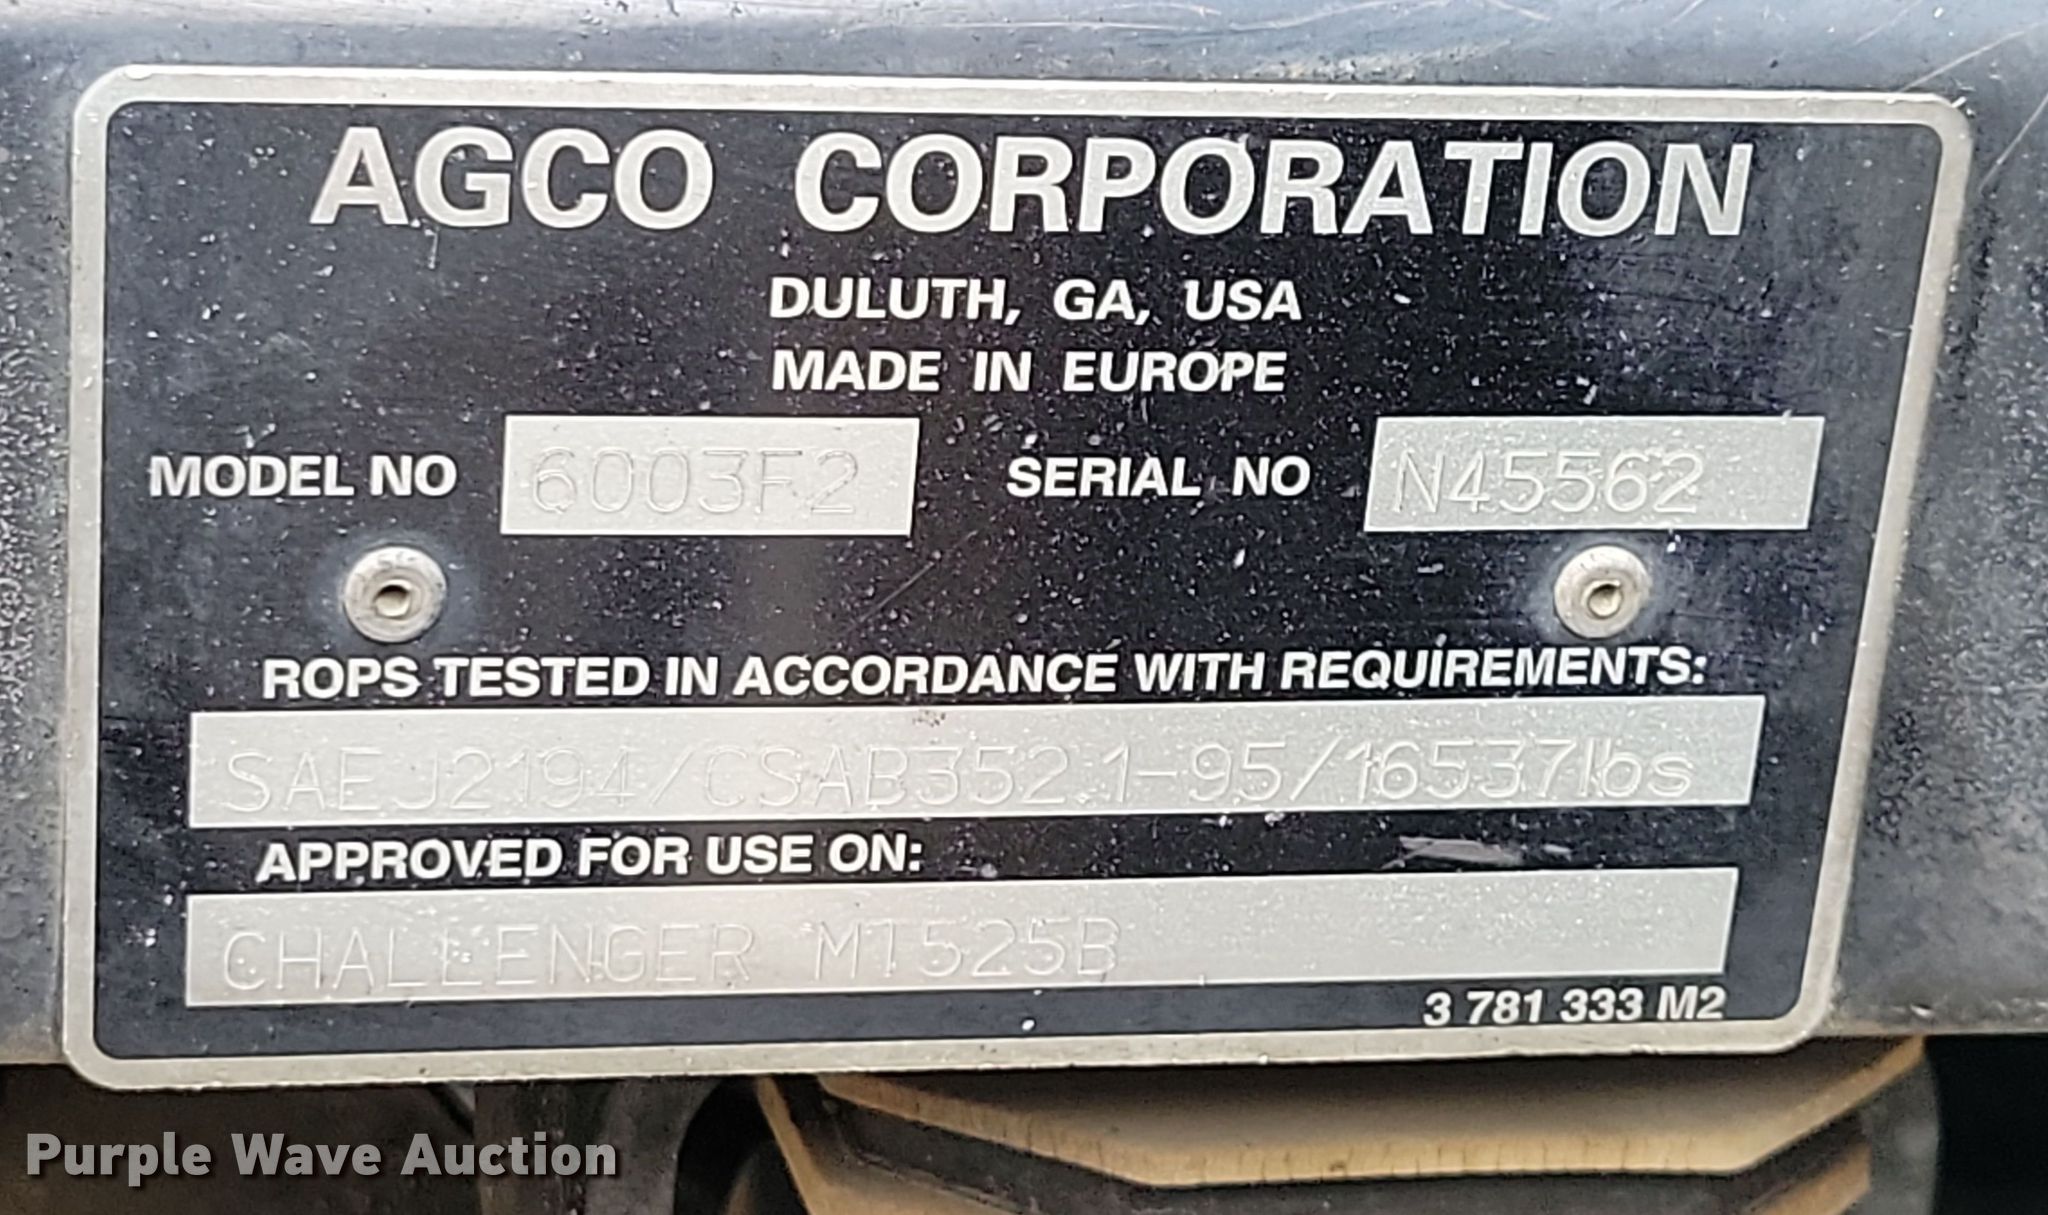 AGCO CORPORATION
DULUTH, GA, USA
MADE IN EUROPE
MODEL NO 6003F2 SERIAL NO N45562
ROPS TESTED IN ACCORDANCE WITH REQUIREMENTS:
SAEJ2194/CSAB352.1-95/16537lbs
APPROVED FOR USE ON:
CHALLENGER MT525B
3 781 333 M2
Purple Wave Auction